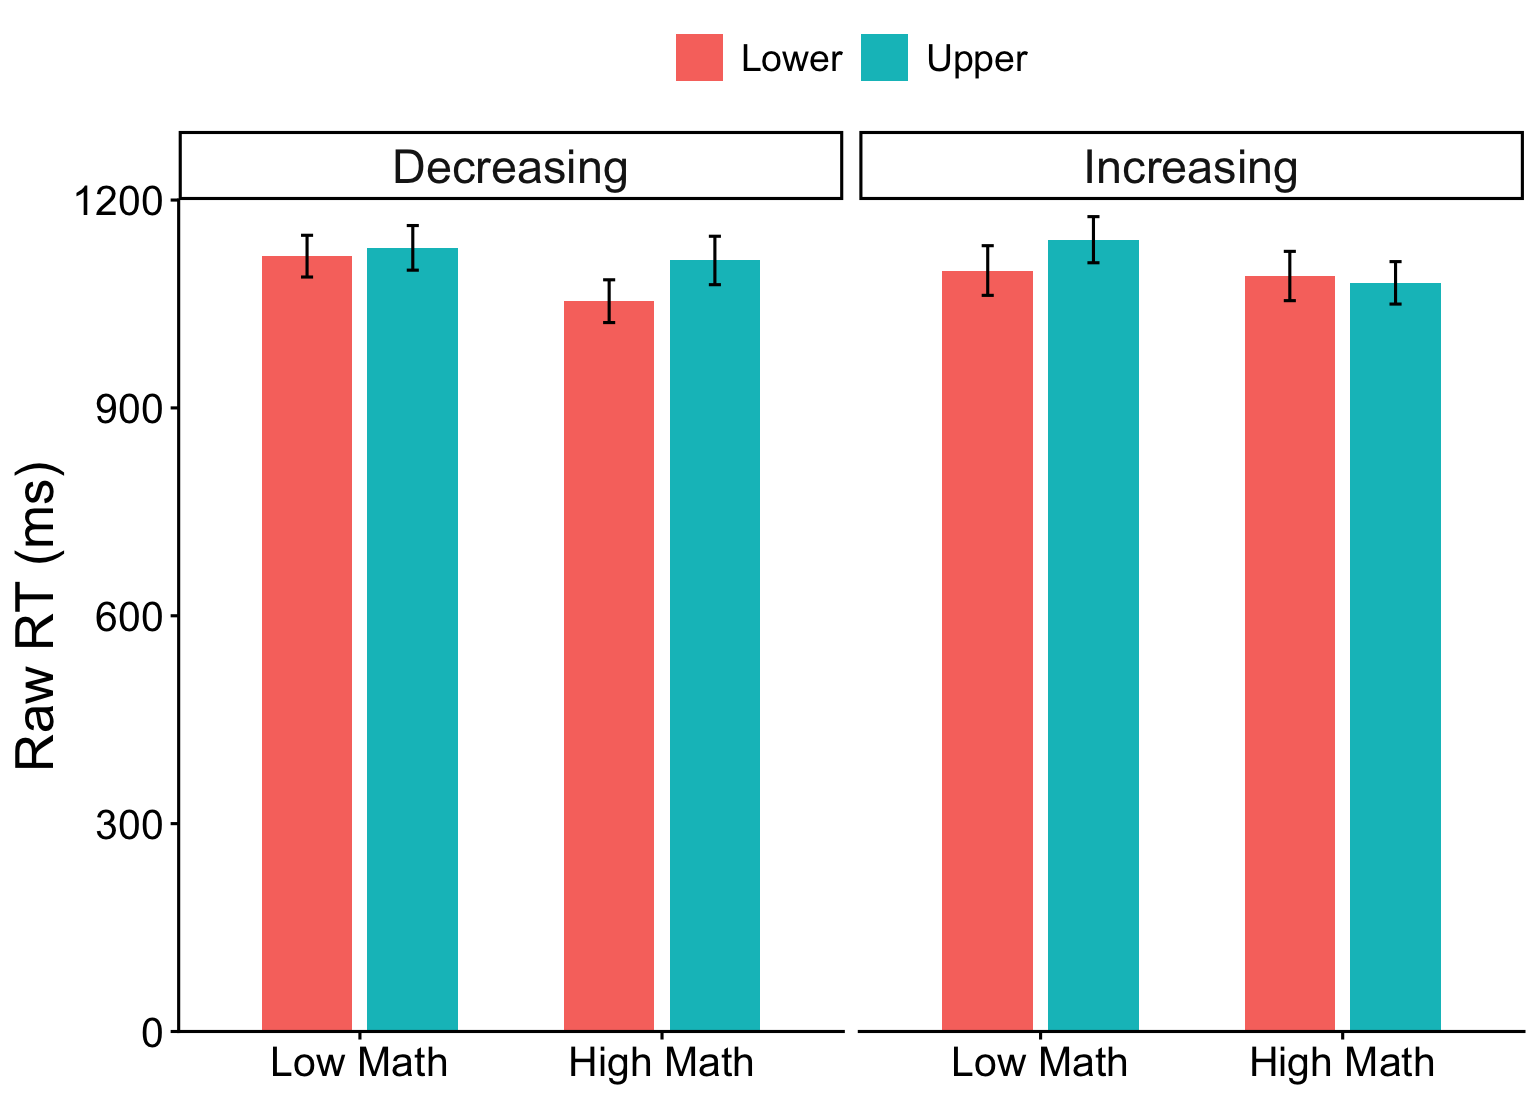 Lower Upper
Decreasing Increasing
1200
900
600
300
0
Raw RT (ms)
Low Math High Math Low Math High Math